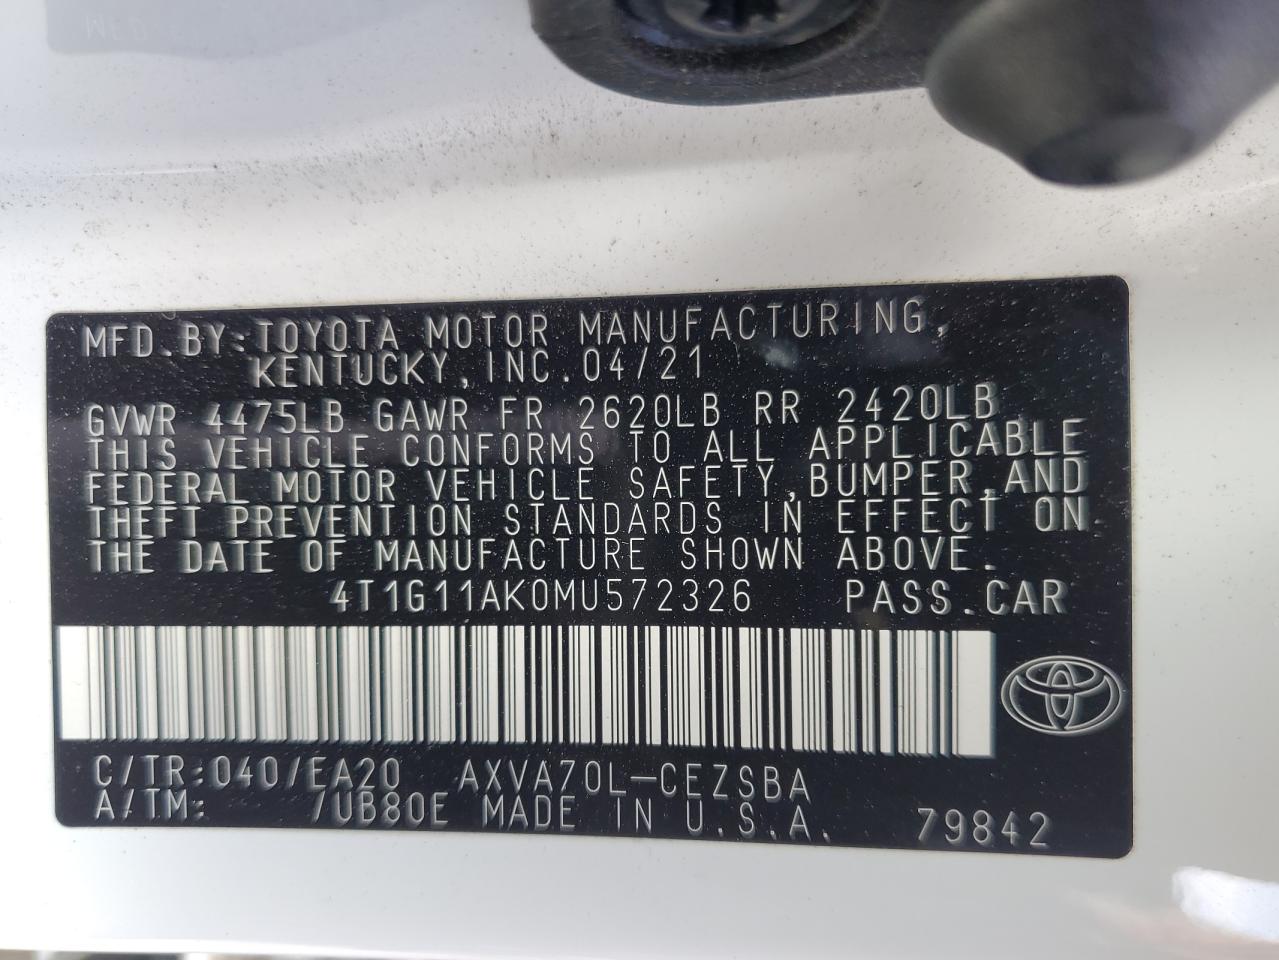 MFD.BY:TOYOTA MOTOR MANUFACTURING,
KENTUCKY,INC.04/21
GVWR 4475LB GAWR FR 2620LB RR 2420LB
THIS VEHICLE CONFORMS TO ALL APPLICABLE
FEDERAL MOTOR VEHICLE SAFETY,BUMPER,AND
THEFT PREVENTION STANDARDS IN EFFECT ON
THE DATE OF MANUFACTURE SHOWN ABOVE.
4T1G11AK0MU572326 PASS.CAR
C/TR:040/EA20 AXVA70L-CEZSBA
A/TM: /UB80E MADE IN U.S.A. 79842